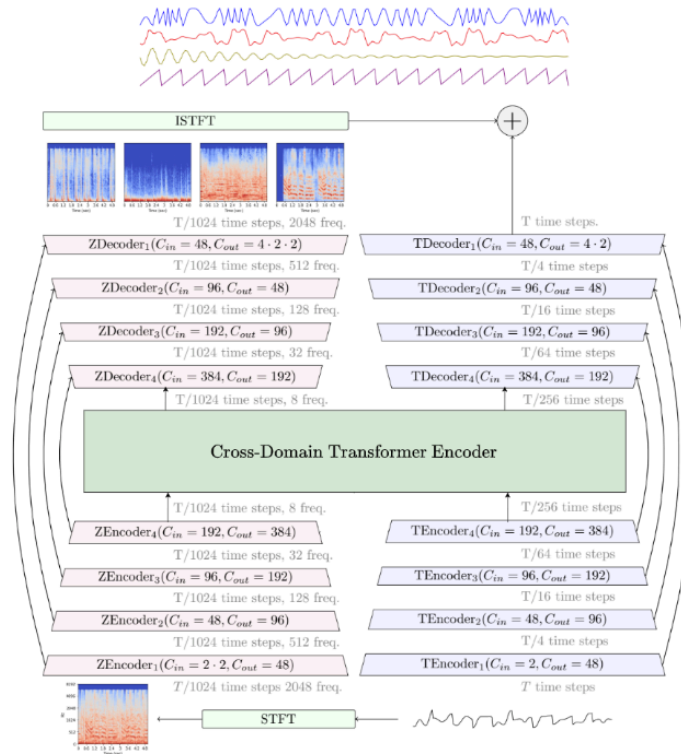 ISTFT
T/1024 time steps, 2048 freq.
T time steps.
ZDecoder₁(C_in = 48, C_out = 4 · 2 · 2)
TDecoder₁(C_in = 48, C_out = 4 · 2)
T/1024 time steps, 512 freq.
T/4 time steps
ZDecoder₂(C_in = 96, C_out = 48)
TDecoder₂(C_in = 96, C_out = 48)
T/1024 time steps, 128 freq.
T/16 time steps
ZDecoder₃(C_in = 192, C_out = 96)
TDecoder₃(C_in = 192, C_out = 96)
T/1024 time steps, 32 freq.
T/64 time steps
ZDecoder₄(C_in = 384, C_out = 192)
TDecoder₄(C_in = 384, C_out = 192)
T/1024 time steps, 8 freq.
T/256 time steps
Cross-Domain Transformer Encoder
T/1024 time steps, 8 freq.
T/256 time steps
ZEncoder₄(C_in = 192, C_out = 384)
TEncoder₄(C_in = 192, C_out = 384)
T/1024 time steps, 32 freq.
T/64 time steps
ZEncoder₃(C_in = 96, C_out = 192)
TEncoder₃(C_in = 96, C_out = 192)
T/1024 time steps, 128 freq.
T/16 time steps
ZEncoder₂(C_in = 48, C_out = 96)
TEncoder₂(C_in = 48, C_out = 96)
T/1024 time steps, 512 freq.
T/4 time steps
ZEncoder₁(C_in = 2 · 2, C_out = 48)
TEncoder₁(C_in = 2, C_out = 48)
T/1024 time steps 2048 freq.
T time steps
STFT